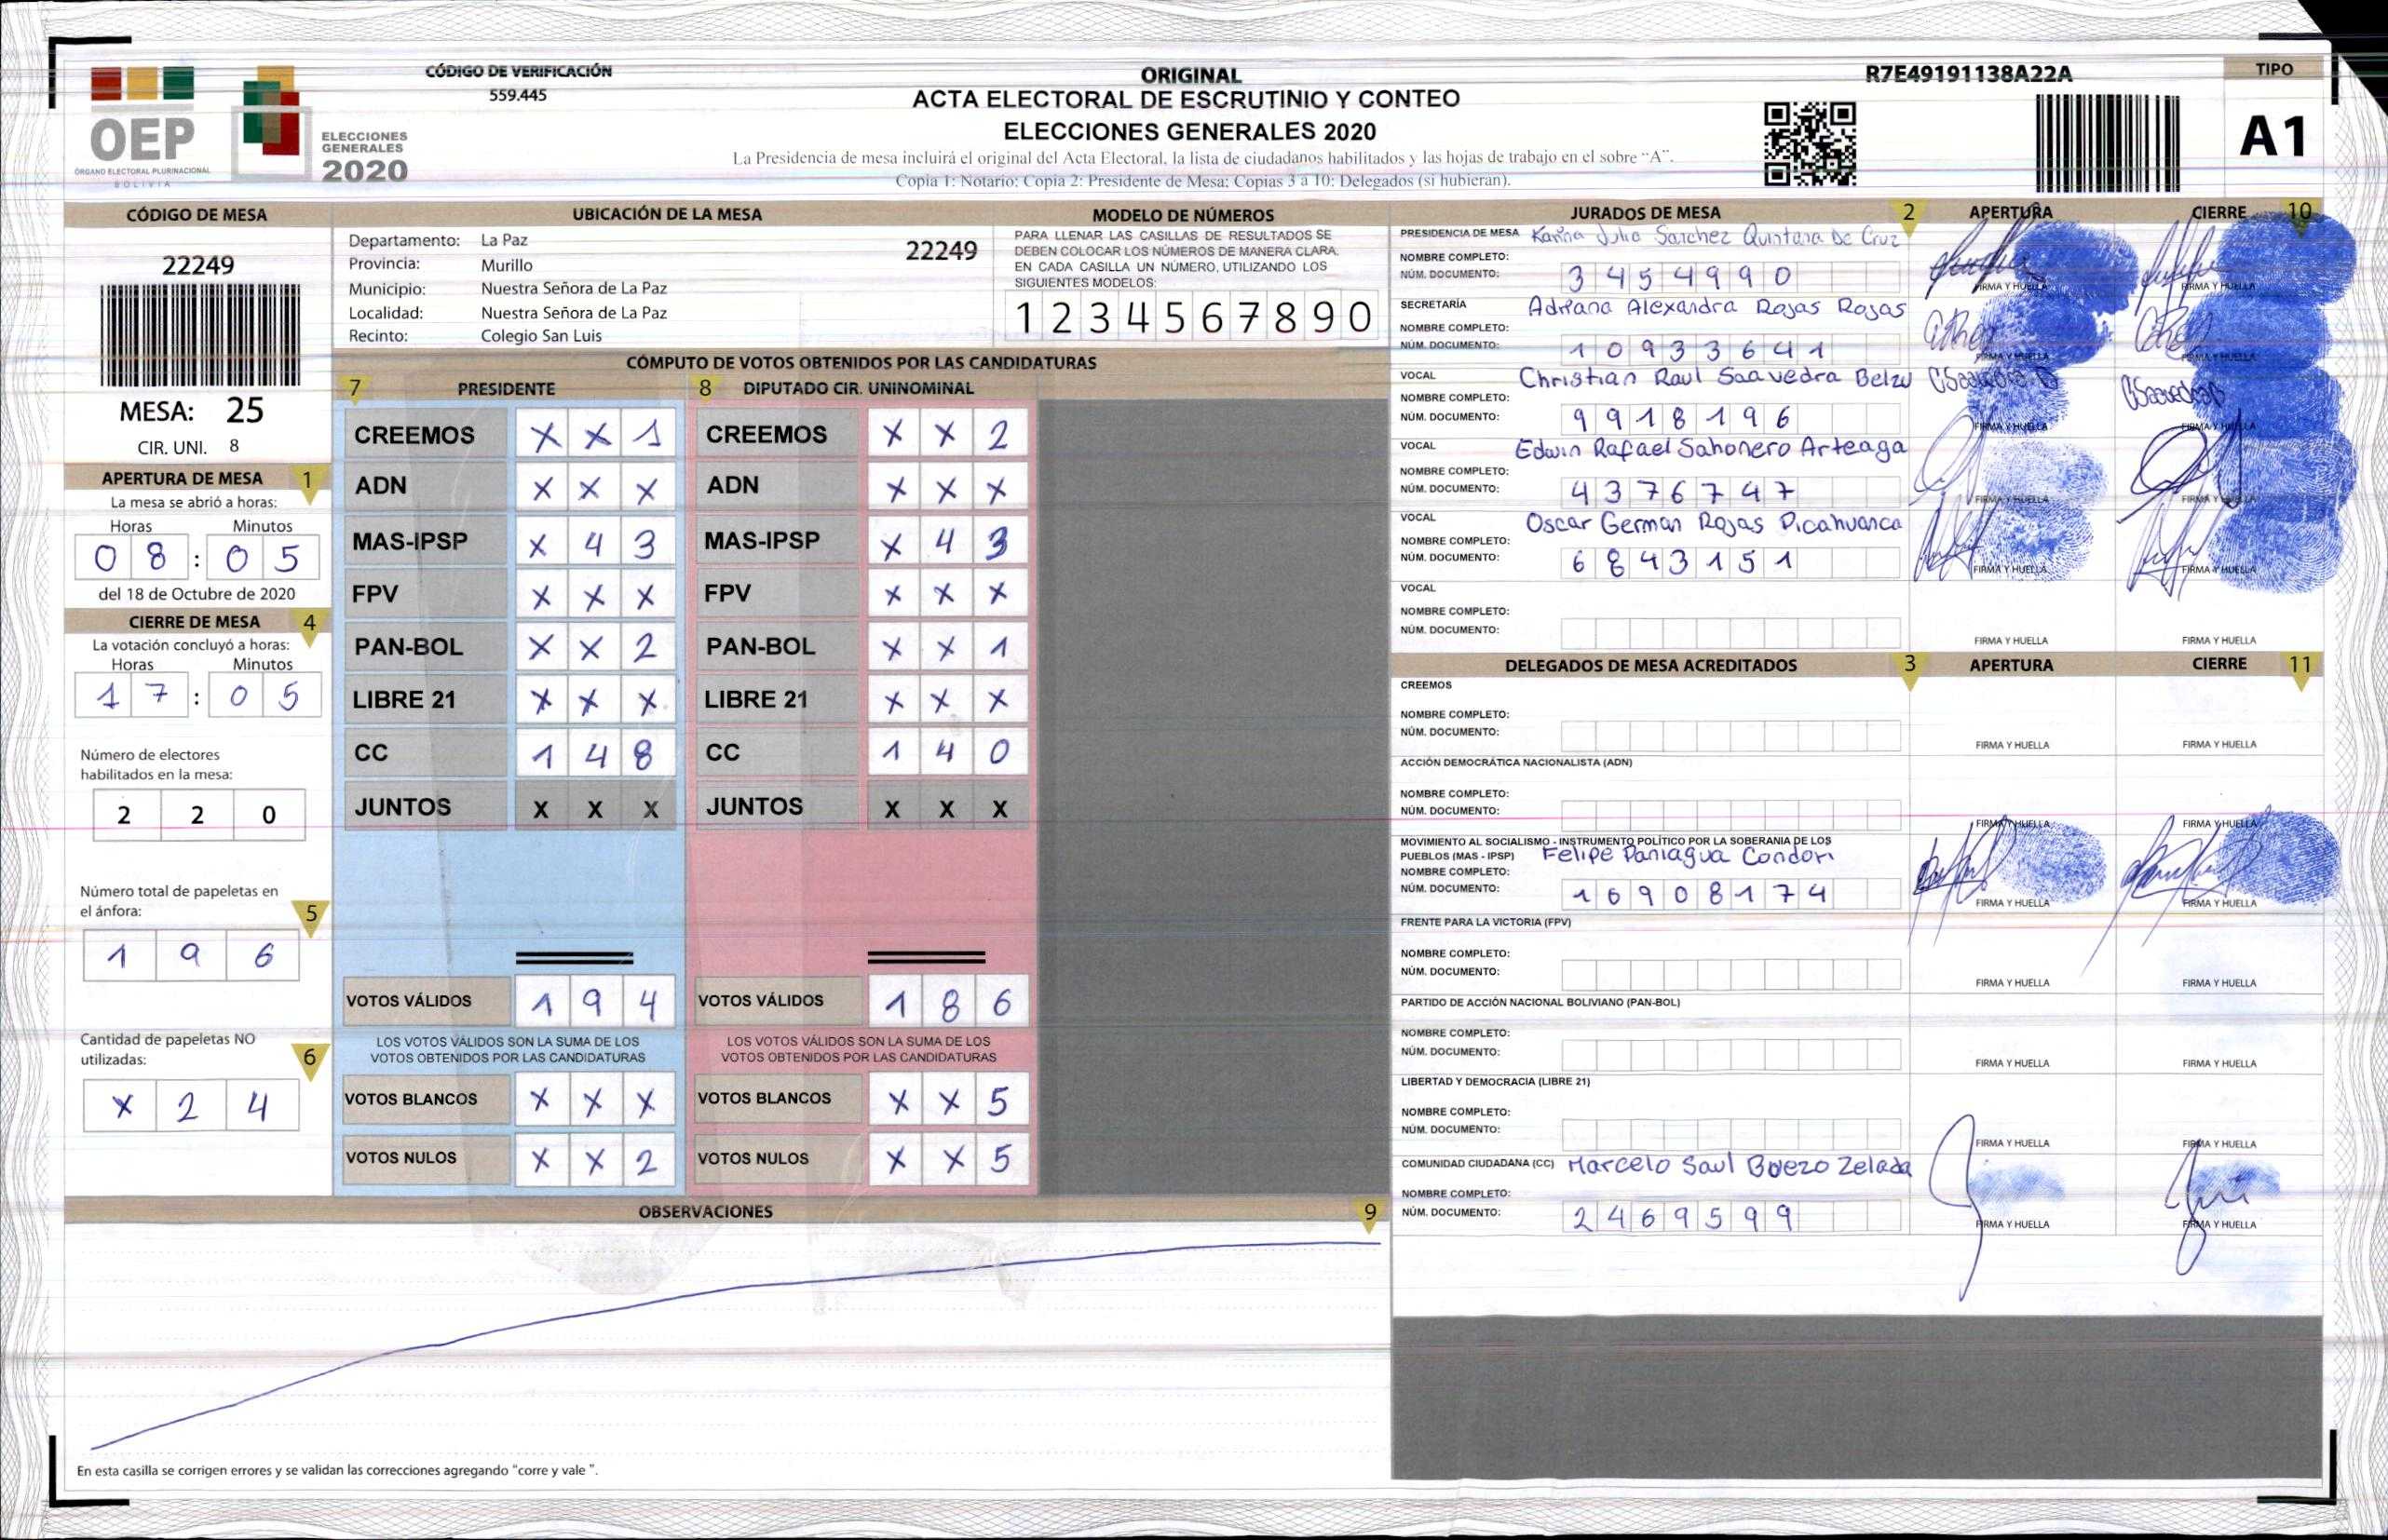 CÓDIGO DE VERIFICACIÓN
559.445
OEP
ÓRGANO ELECTORAL PLURINACIONAL
BOLIVIA
ELECCIONES
GENERALES
2020
ORIGINAL
ACTA ELECTORAL DE ESCRUTINIO Y CONTEO
ELECCIONES GENERALES 2020
La Presidencia de mesa incluirá el original del Acta Electoral, la lista de ciudadanos habilitados y las hojas de trabajo en el sobre "A".
Copia 1: Notario; Copia 2: Presidente de Mesa; Copias 3 a 10: Delegados (si hubieran).
R7E49191138A22A
TIPO
A1
CÓDIGO DE MESA
22249
MESA: 25
CIR. UNI. 8
APERTURA DE MESA 1
La mesa se abrió a horas:
Horas Minutos
0 8 : 0 5
del 18 de Octubre de 2020
CIERRE DE MESA 4
La votación concluyó a horas:
Horas Minutos
1 7 : 0 5
Número de electores
habilitados en la mesa:
2 2 0
Número total de papeletas en
el ánfora: 5
1 9 6
Cantidad de papeletas NO
utilizadas: 6
X 2 4
UBICACIÓN DE LA MESA
Departamento: La Paz 22249
Provincia: Murillo
Municipio: Nuestra Señora de La Paz
Localidad: Nuestra Señora de La Paz
Recinto: Colegio San Luis
MODELO DE NÚMEROS
PARA LLENAR LAS CASILLAS DE RESULTADOS SE
DEBEN COLOCAR LOS NÚMEROS DE MANERA CLARA.
EN CADA CASILLA UN NÚMERO, UTILIZANDO LOS
SIGUIENTES MODELOS:
1 2 3 4 5 6 7 8 9 0
CÓMPUTO DE VOTOS OBTENIDOS POR LAS CANDIDATURAS
7 PRESIDENTE 8 DIPUTADO CIR. UNINOMINAL
CREEMOS X X 1 CREEMOS X X 2
ADN X X X ADN X X X
MAS-IPSP X 4 3 MAS-IPSP X 4 3
FPV X X X FPV X X X
PAN-BOL X X 2 PAN-BOL X X 1
LIBRE 21 X X X LIBRE 21 X X X
CC 1 4 8 CC 1 4 0
JUNTOS X X X JUNTOS X X X
VOTOS VÁLIDOS 1 9 4 VOTOS VÁLIDOS 1 8 6
LOS VOTOS VÁLIDOS SON LA SUMA DE LOS LOS VOTOS VÁLIDOS SON LA SUMA DE LOS
VOTOS OBTENIDOS POR LAS CANDIDATURAS VOTOS OBTENIDOS POR LAS CANDIDATURAS
VOTOS BLANCOS X X X VOTOS BLANCOS X X 5
VOTOS NULOS X X 2 VOTOS NULOS X X 5
OBSERVACIONES 9
En esta casilla se corrigen errores y se validan las correcciones agregando "corre y vale ".
JURADOS DE MESA 2 APERTURA CIERRE 10
PRESIDENCIA DE MESA Karina Julia Sanchez Quintana De Cruz
NOMBRE COMPLETO:
NÚM. DOCUMENTO: 3 4 5 4 9 9 0 FIRMA Y HUELLA FIRMA Y HUELLA
SECRETARÍA Adriana Alexandra Rojas Rojas
NOMBRE COMPLETO:
NÚM. DOCUMENTO: 1 0 9 3 3 6 4 1 FIRMA Y HUELLA FIRMA Y HUELLA
VOCAL Christian Raul Saavedra Belzu
NOMBRE COMPLETO:
NÚM. DOCUMENTO: 9 9 1 8 1 9 6 FIRMA Y HUELLA FIRMA Y HUELLA
VOCAL Edwin Rafael Sahonero Arteaga
NOMBRE COMPLETO:
NÚM. DOCUMENTO: 4 3 7 6 7 4 7 FIRMA Y HUELLA FIRMA Y HUELLA
VOCAL Oscar German Rojas Picahuanca
NOMBRE COMPLETO:
NÚM. DOCUMENTO: 6 8 4 3 1 5 1 FIRMA Y HUELLA FIRMA Y HUELLA
VOCAL
NOMBRE COMPLETO:
NÚM. DOCUMENTO: FIRMA Y HUELLA FIRMA Y HUELLA
DELEGADOS DE MESA ACREDITADOS 3 APERTURA CIERRE 11
CREEMOS
NOMBRE COMPLETO:
NÚM. DOCUMENTO: FIRMA Y HUELLA FIRMA Y HUELLA
ACCIÓN DEMOCRÁTICA NACIONALISTA (ADN)
NOMBRE COMPLETO:
NÚM. DOCUMENTO: FIRMA Y HUELLA FIRMA Y HUELLA
MOVIMIENTO AL SOCIALISMO - INSTRUMENTO POLÍTICO POR LA SOBERANIA DE LOS
PUEBLOS (MAS - IPSP) Felipe Paniagua Condori
NOMBRE COMPLETO:
NÚM. DOCUMENTO: 1 6 9 0 8 1 7 4 FIRMA Y HUELLA FIRMA Y HUELLA
FRENTE PARA LA VICTORIA (FPV)
NOMBRE COMPLETO:
NÚM. DOCUMENTO: FIRMA Y HUELLA FIRMA Y HUELLA
PARTIDO DE ACCIÓN NACIONAL BOLIVIANO (PAN-BOL)
NOMBRE COMPLETO:
NÚM. DOCUMENTO: FIRMA Y HUELLA FIRMA Y HUELLA
LIBERTAD Y DEMOCRACIA (LIBRE 21)
NOMBRE COMPLETO:
NÚM. DOCUMENTO: FIRMA Y HUELLA FIRMA Y HUELLA
COMUNIDAD CIUDADANA (CC) Marcelo Saul Buezo Zelada
NOMBRE COMPLETO:
NÚM. DOCUMENTO: 2 4 6 9 5 9 9 FIRMA Y HUELLA FIRMA Y HUELLA